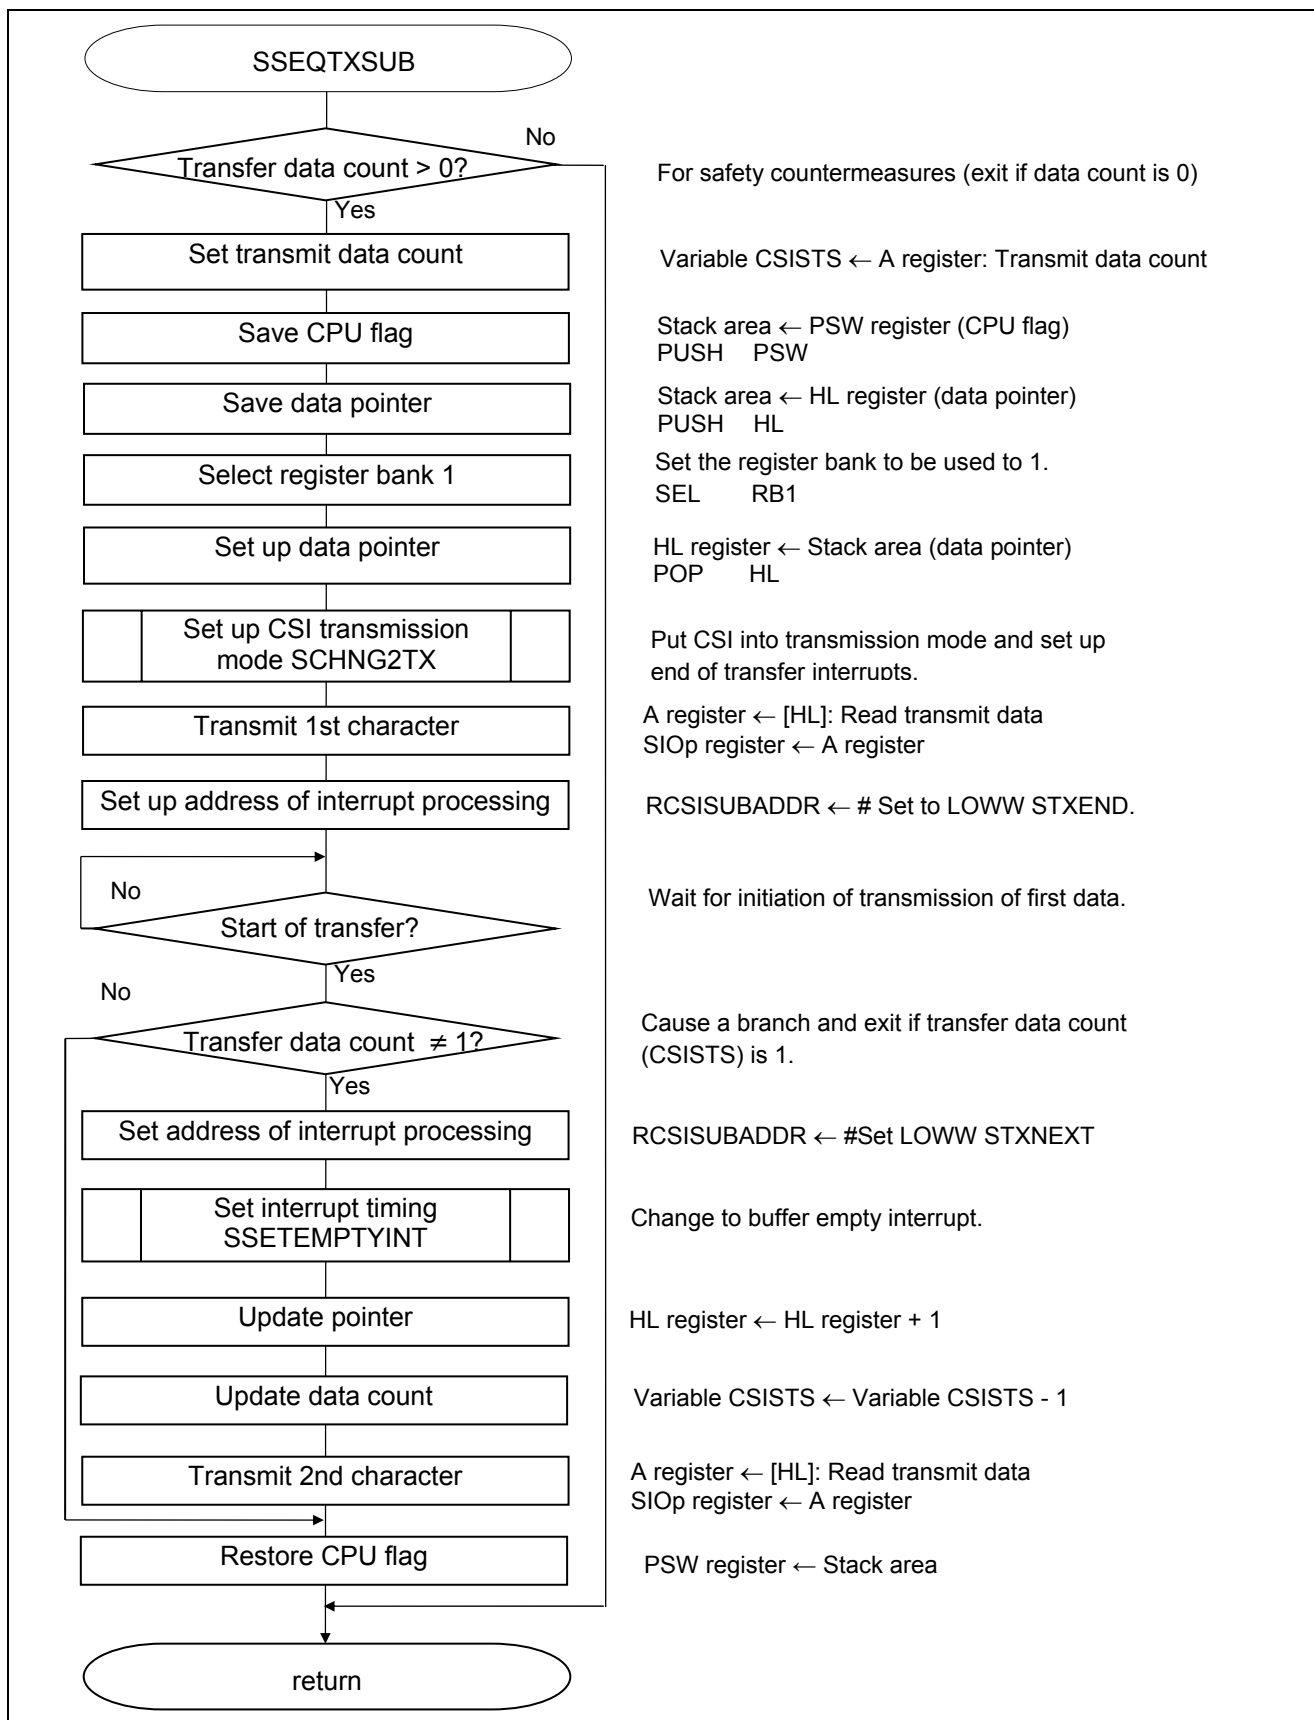 SSEQTXSUB
No
Transfer data count > 0?
For safety countermeasures (exit if data count is 0)
Yes
Set transmit data count
Variable CSISTS ← A register: Transmit data count
Save CPU flag
Stack area ← PSW register (CPU flag)
PUSH PSW
Save data pointer
Stack area ← HL register (data pointer)
PUSH HL
Select register bank 1
Set the register bank to be used to 1.
SEL RB1
Set up data pointer
HL register ← Stack area (data pointer)
POP HL
Set up CSI transmission
mode SCHNG2TX
Put CSI into transmission mode and set up
end of transfer interrupts.
Transmit 1st character
A register ← [HL]: Read transmit data
SIOp register ← A register
Set up address of interrupt processing
RCSISUBADDR ← # Set to LOWW STXEND.
No
Start of transfer?
Wait for initiation of transmission of first data.
Yes
No
Transfer data count ≠ 1?
Cause a branch and exit if transfer data count
(CSISTS) is 1.
Yes
Set address of interrupt processing
RCSISUBADDR ← #Set LOWW STXNEXT
Set interrupt timing
SSETEMPTYINT
Change to buffer empty interrupt.
Update pointer
HL register ← HL register + 1
Update data count
Variable CSISTS ← Variable CSISTS - 1
Transmit 2nd character
A register ← [HL]: Read transmit data
SIOp register ← A register
Restore CPU flag
PSW register ← Stack area
return